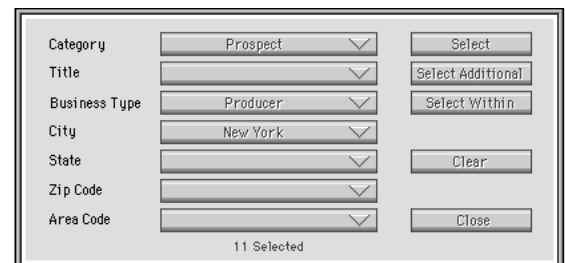 Category Prospect Select
Title Select Additional
Business Type Producer Select Within
City New York
State Clear
Zip Code
Area Code Close
11 Selected